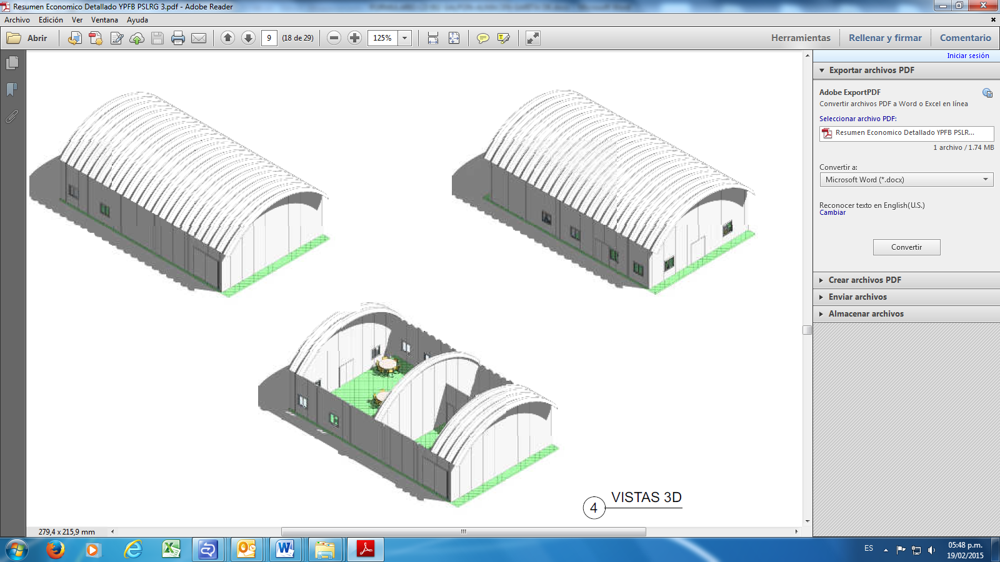 Resumen Economico Detallado YPFB PSLRG 3.pdf - Adobe Reader
Archivo Edición Ver Ventana Ayuda
Abrir 9 (18 de 29) 125% Herramientas Rellenar y firmar Comentario
Iniciar sesión
Exportar archivos PDF
Adobe ExportPDF
Convertir archivos PDF a Word o Excel en línea
Seleccionar archivo PDF:
Resumen Economico Detallado YPFB PSLR...
1 archivo / 1.74 MB
Convertir a:
Microsoft Word (*.docx)
Reconocer texto en English(U.S.)
Cambiar
Convertir
Crear archivos PDF
Enviar archivos
Almacenar archivos
4 VISTAS 3D
279,4 x 215,9 mm
ES
05:48 p.m.
19/02/2015